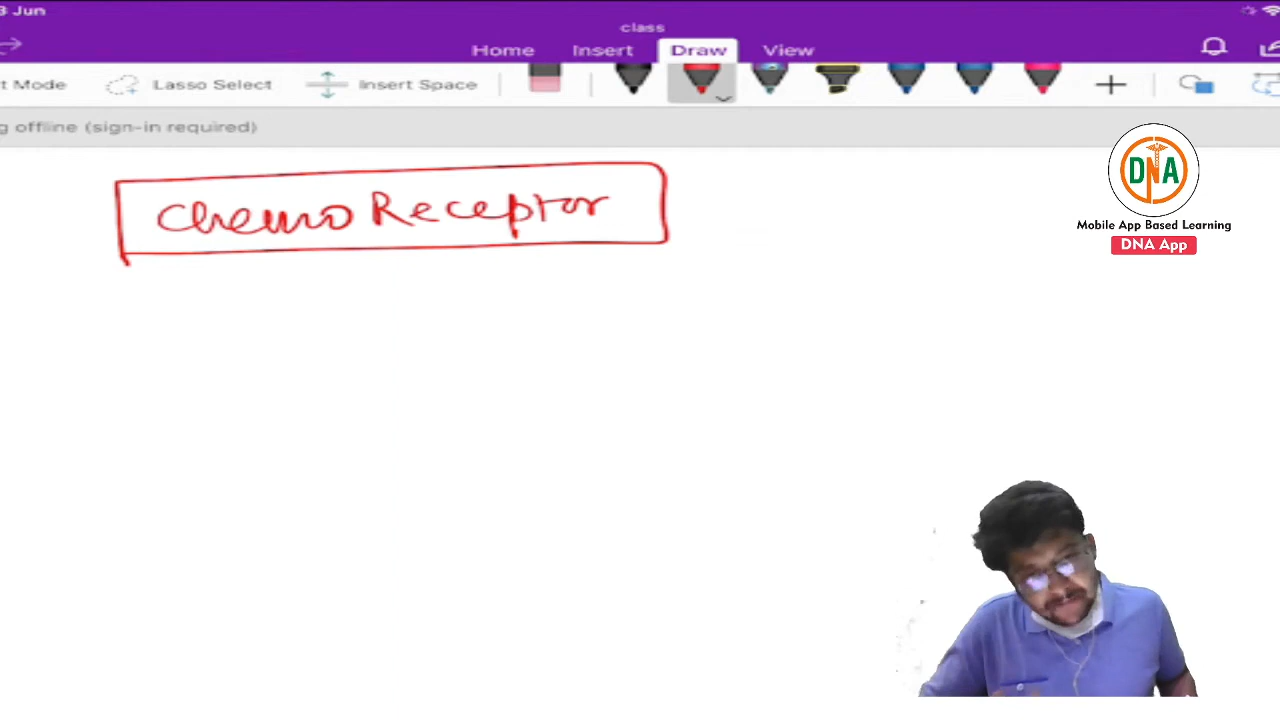 3 Jun
class
Home Insert Draw View
t Mode Lasso Select Insert Space
g offline (sign-in required)
Chemo Receptor
DNA
Mobile App Based Learning
DNA App